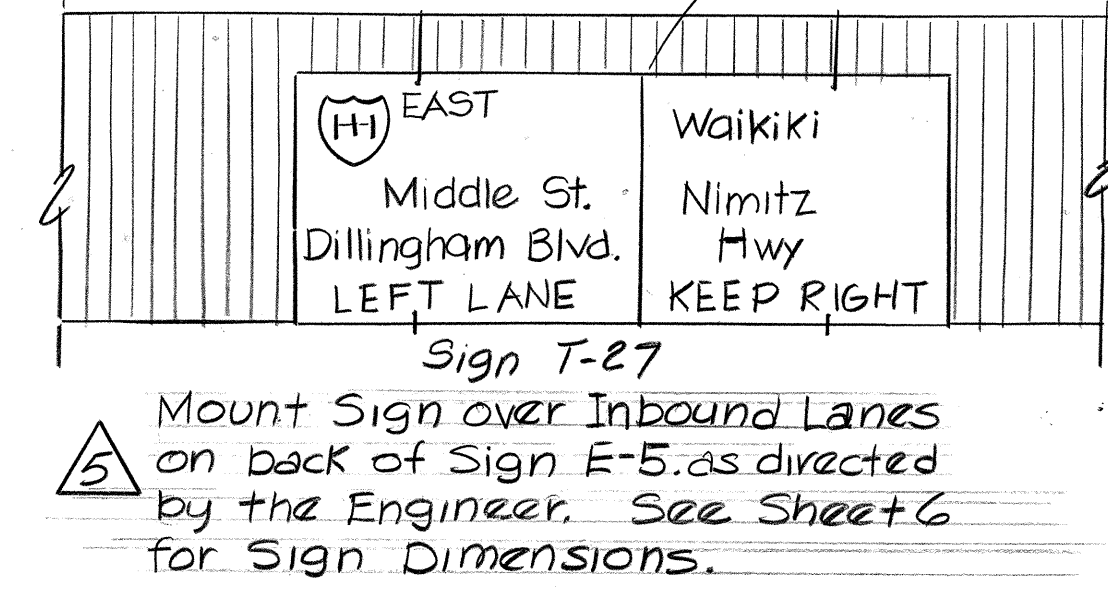 H-1 EAST
Middle St.
Dillingham Blvd.
LEFT LANE
Waikiki
Nimitz
Hwy
KEEP RIGHT
Sign T-27
5
Mount Sign over Inbound Lanes
on back of Sign E-5. as directed
by the Engineer. See Sheet 6
for Sign Dimensions.